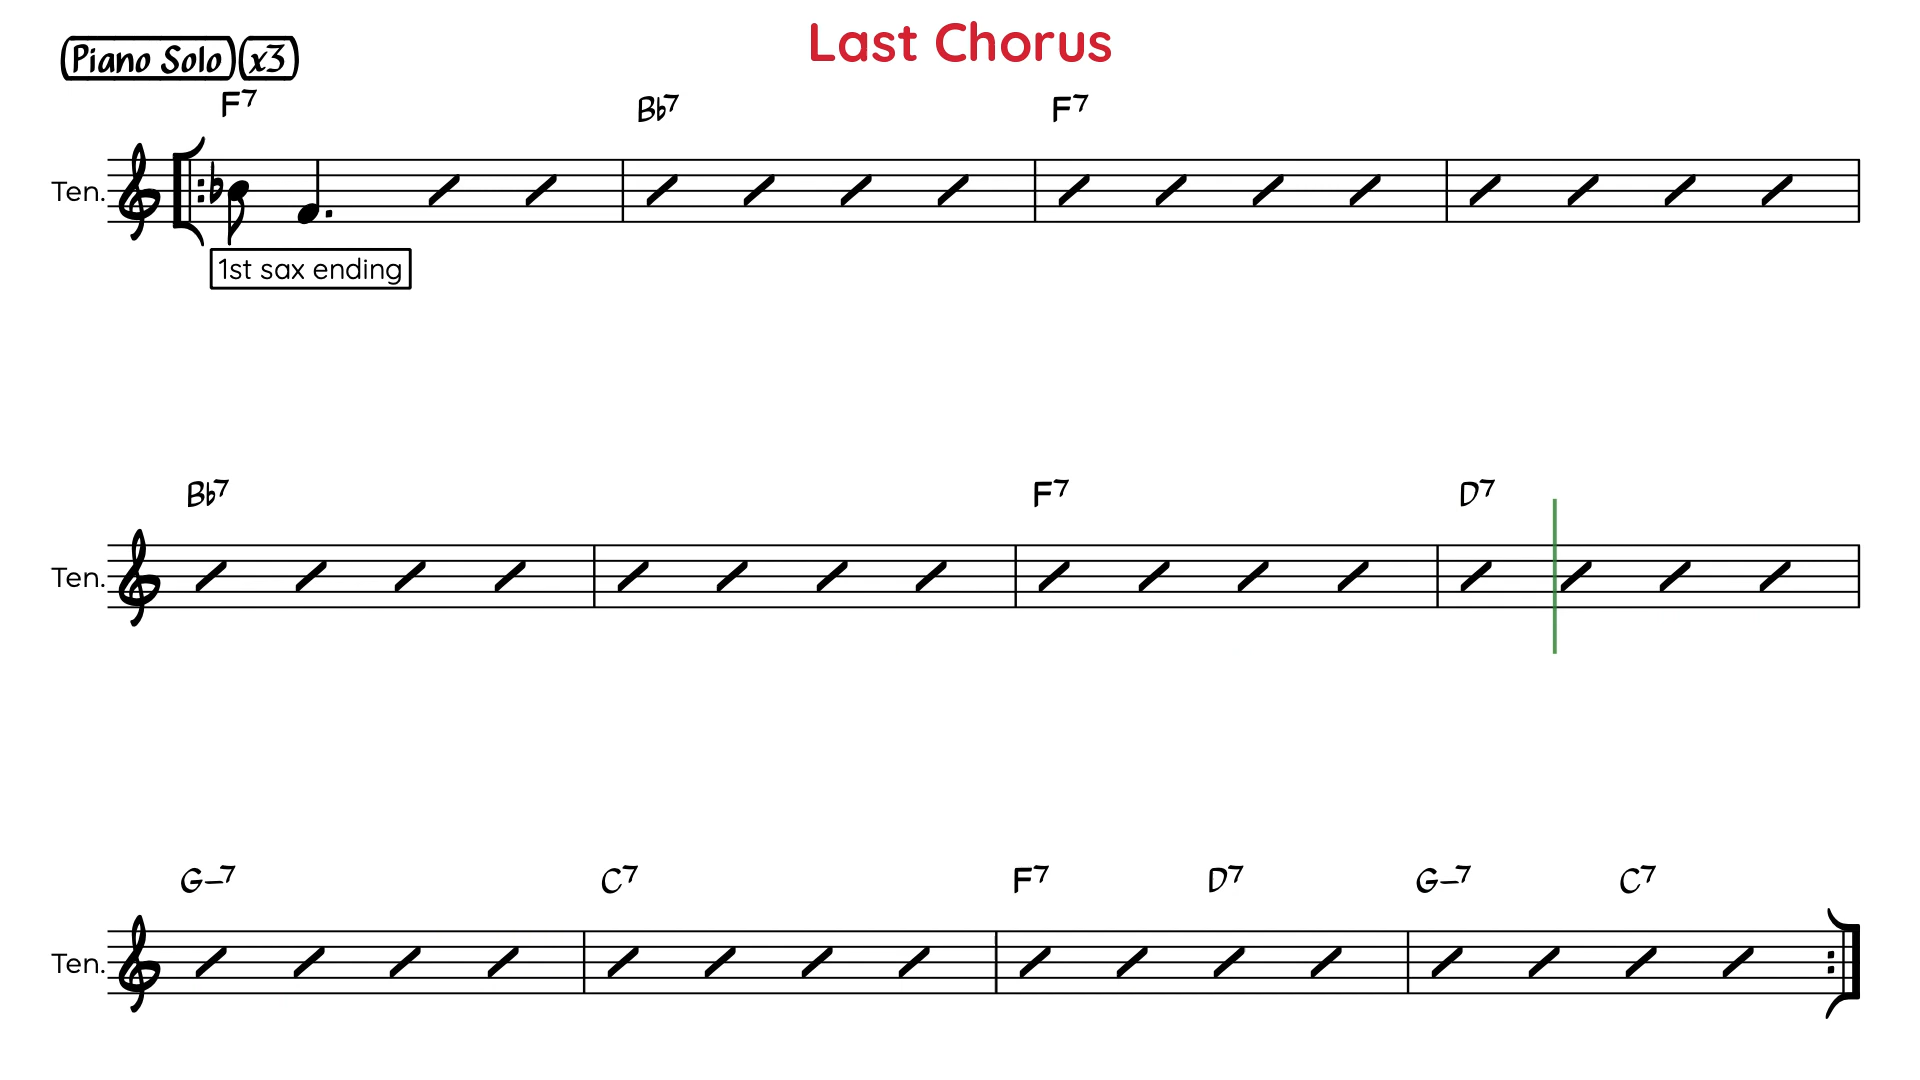 Last Chorus
Piano Solo x3
F7 Bb7 F7
Ten.
1st sax ending
Bb7 F7 D7
Ten.
G–7 C7 F7 D7 G–7 C7
Ten.